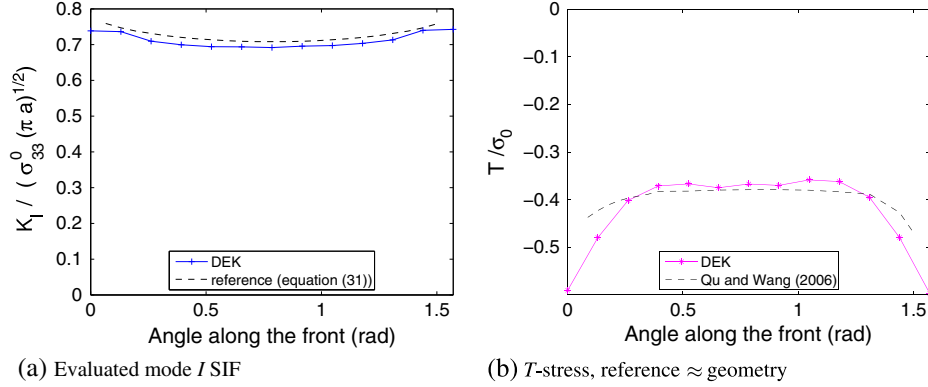 0.8
0.7
0.6
0.5
0.4
0.3
0.2
0.1
0
K_I / (σ_33^0 (π a)^1/2)
DEK
reference (equation (31))
0 0.5 1 1.5
Angle along the front (rad)
(a) Evaluated mode I SIF
0
−0.1
−0.2
−0.3
−0.4
−0.5
T/σ_0
DEK
Qu and Wang (2006)
0 0.5 1 1.5
Angle along the front (rad)
(b) T-stress, reference ≈ geometry